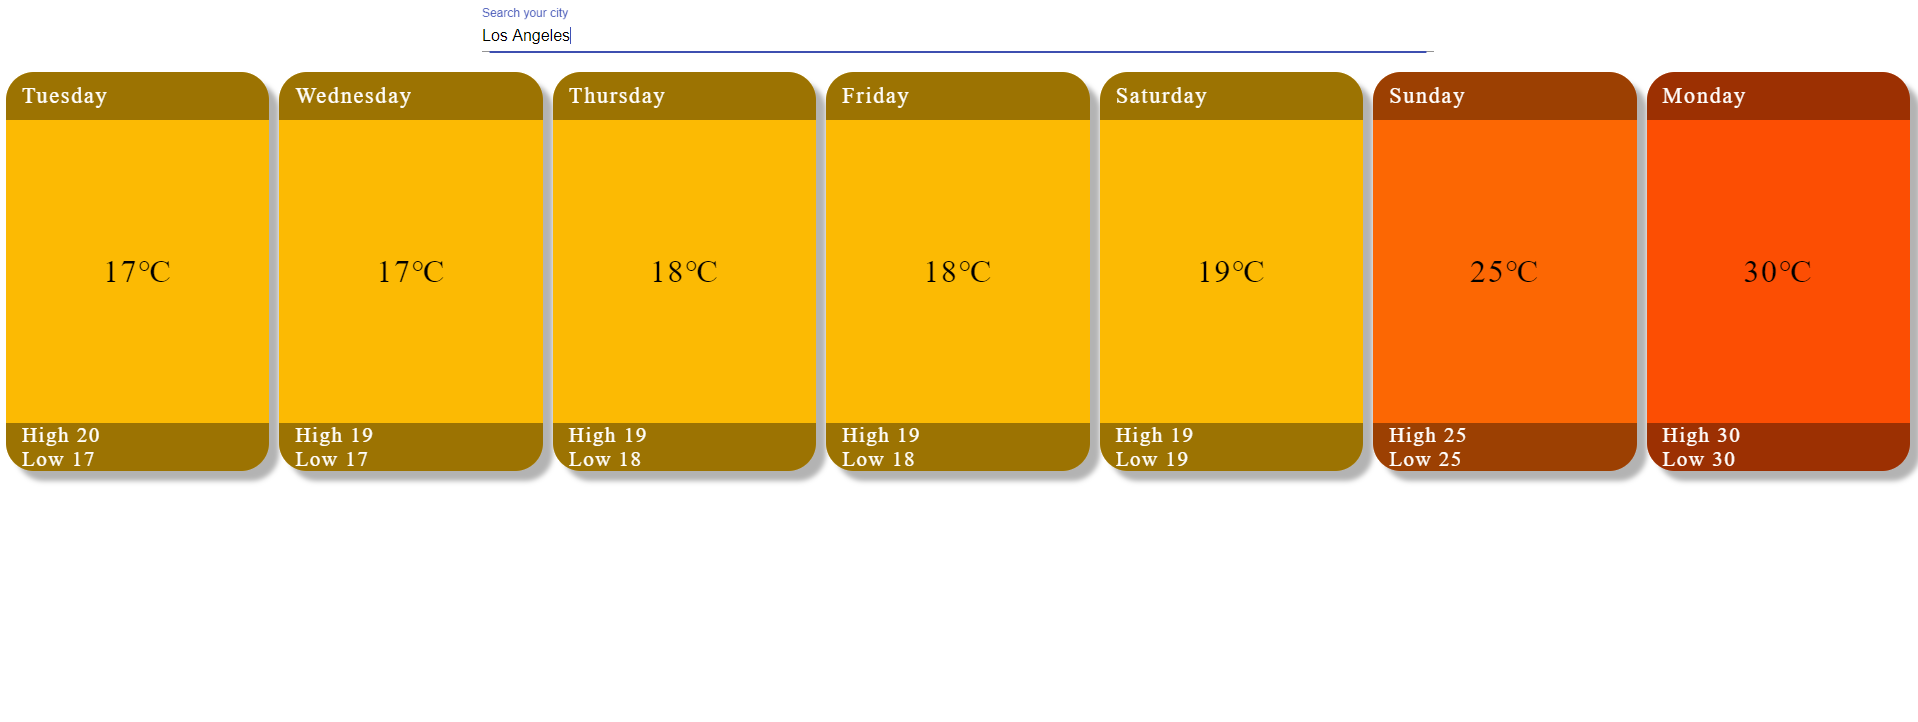 Search your city
Los Angeles
Tuesday
17°C
High 20
Low 17
Wednesday
17°C
High 19
Low 17
Thursday
18°C
High 19
Low 18
Friday
18°C
High 19
Low 18
Saturday
19°C
High 19
Low 19
Sunday
25°C
High 25
Low 25
Monday
30°C
High 30
Low 30